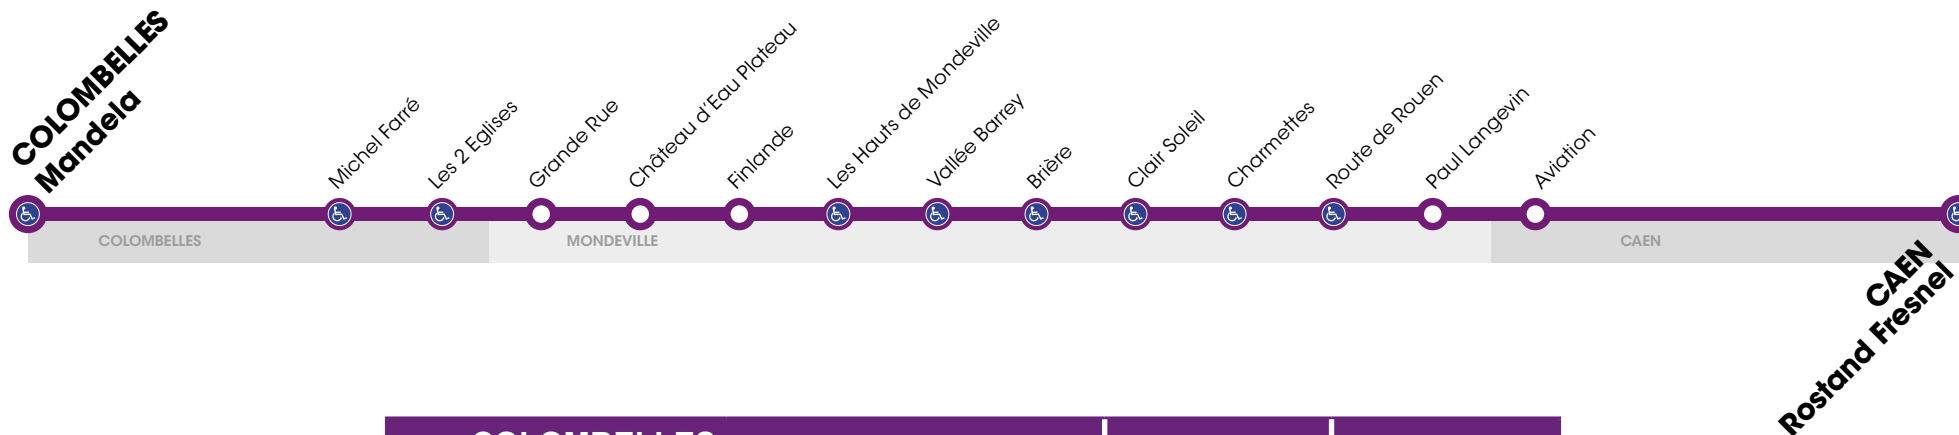 COLOMBELLES
Mandela
Michel Farré
Les 2 Eglises
Grande Rue
Château d'Eau Plateau
Finlande
Les Hauts de Mondeville
Vallée Barrey
Brière
Clair Soleil
Charmettes
Route de Rouen
Paul Langevin
Aviation
COLOMBELLES
MONDEVILLE
CAEN
CAEN
Rostand Fresnel
COLOMBELLES